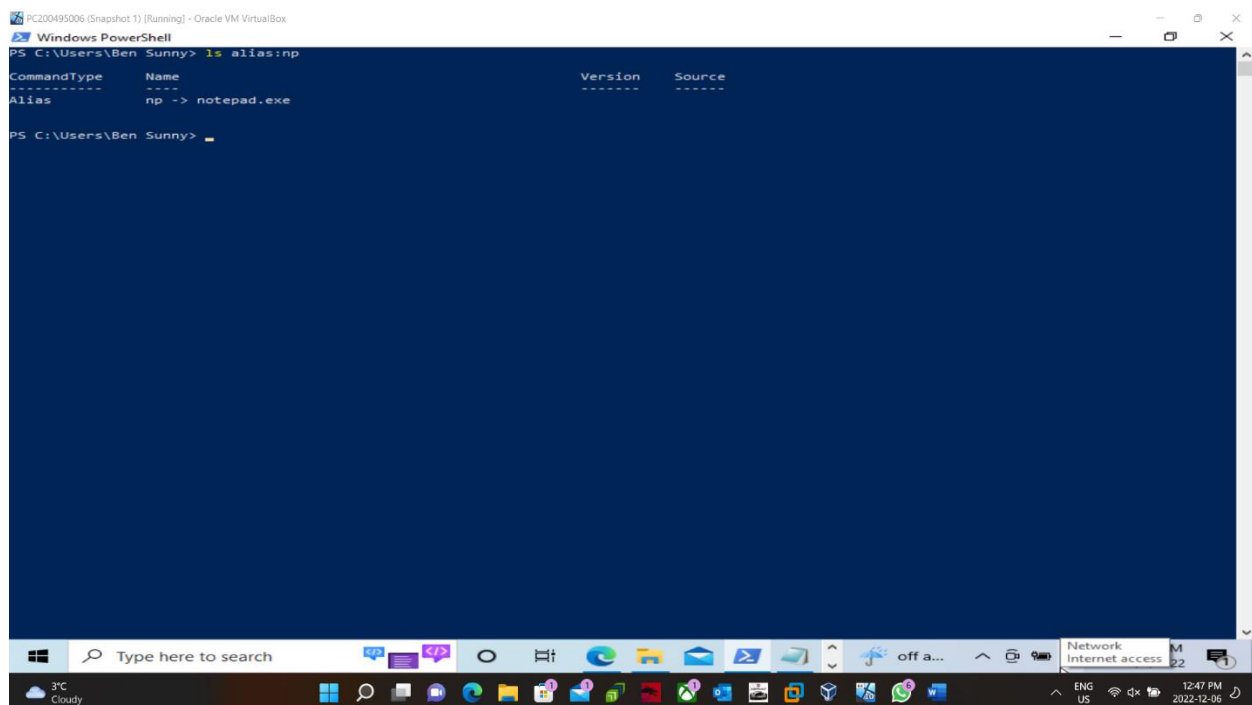 PC200495006 (Snapshot 1) [Running] - Oracle VM VirtualBox
Windows PowerShell
PS C:\Users\Ben Sunny> ls alias:np
CommandType Name Version Source
----------- ---- ------- ------
Alias np -> notepad.exe
PS C:\Users\Ben Sunny>
Type here to search
off a...
Network
Internet access
M
22
1
3°C
Cloudy
ENG
US
12:47 PM
2022-12-06